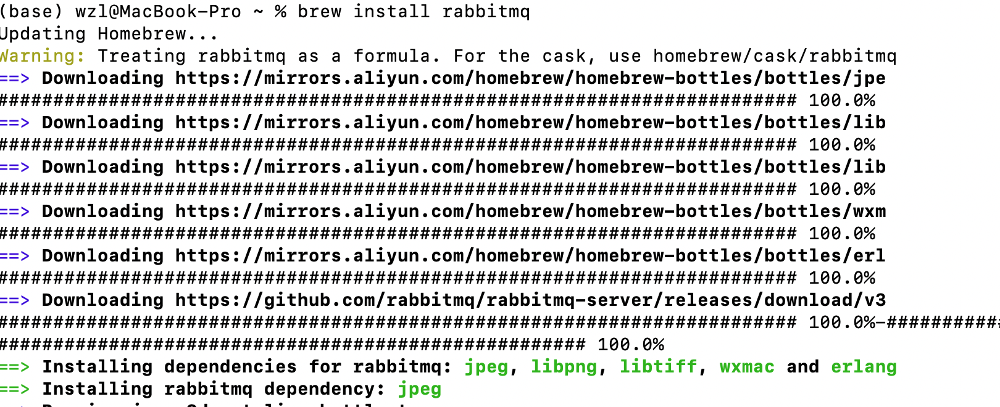 (base) wzl@MacBook-Pro ~ % brew install rabbitmq
Updating Homebrew...
Warning: Treating rabbitmq as a formula. For the cask, use homebrew/cask/rabbitmq
==> Downloading https://mirrors.aliyun.com/homebrew/homebrew-bottles/bottles/jpe
######################################################################## 100.0%
==> Downloading https://mirrors.aliyun.com/homebrew/homebrew-bottles/bottles/lib
######################################################################## 100.0%
==> Downloading https://mirrors.aliyun.com/homebrew/homebrew-bottles/bottles/lib
######################################################################## 100.0%
==> Downloading https://mirrors.aliyun.com/homebrew/homebrew-bottles/bottles/wxm
######################################################################## 100.0%
==> Downloading https://mirrors.aliyun.com/homebrew/homebrew-bottles/bottles/erl
######################################################################## 100.0%
==> Downloading https://github.com/rabbitmq/rabbitmq-server/releases/download/v3
######################################################################## 100.0%-###########
##################################################### 100.0%
==> Installing dependencies for rabbitmq: jpeg, libpng, libtiff, wxmac and erlang
==> Installing rabbitmq dependency: jpeg